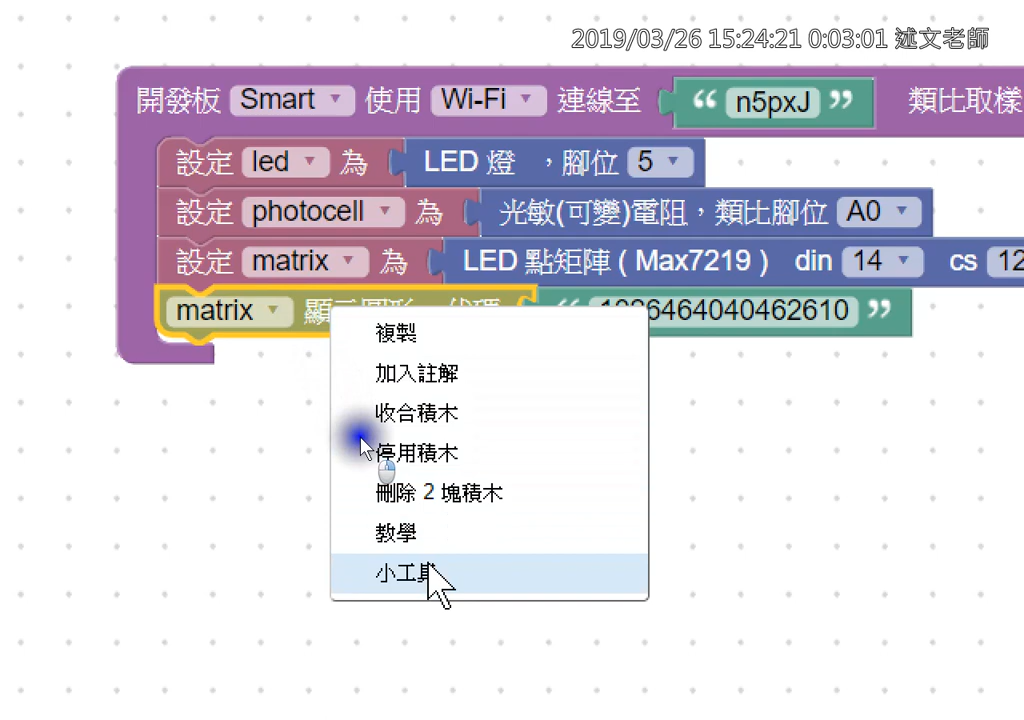 2019/03/26 15:24:21 0:03:01 述文老師
開發板 Smart 使用 Wi-Fi 連線至 “ n5pxJ ” 類比取樣
設定 led 為 LED 燈 ，腳位 5
設定 photocell 為 光敏(可變)電阻，類比腳位 A0
設定 matrix 為 LED 點矩陣 ( Max7219 ) din 14 cs 12
matrix 6464040462610 ”
複製
加入註解
收合積木
停用積木
刪除 2 塊積木
教學
小工具